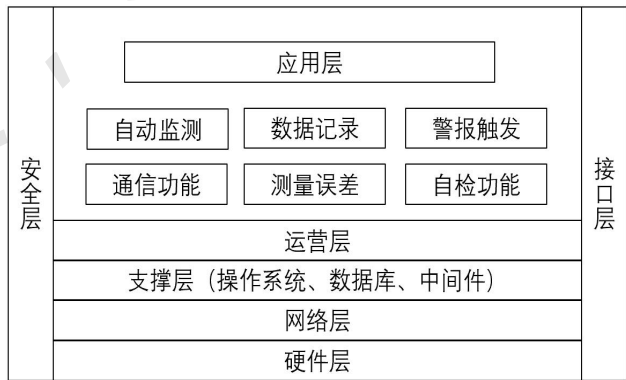 应用层
自动监测 数据记录 警报触发
通信功能 测量误差 自检功能
安全层
接口层
运营层
支撑层（操作系统、数据库、中间件）
网络层
硬件层